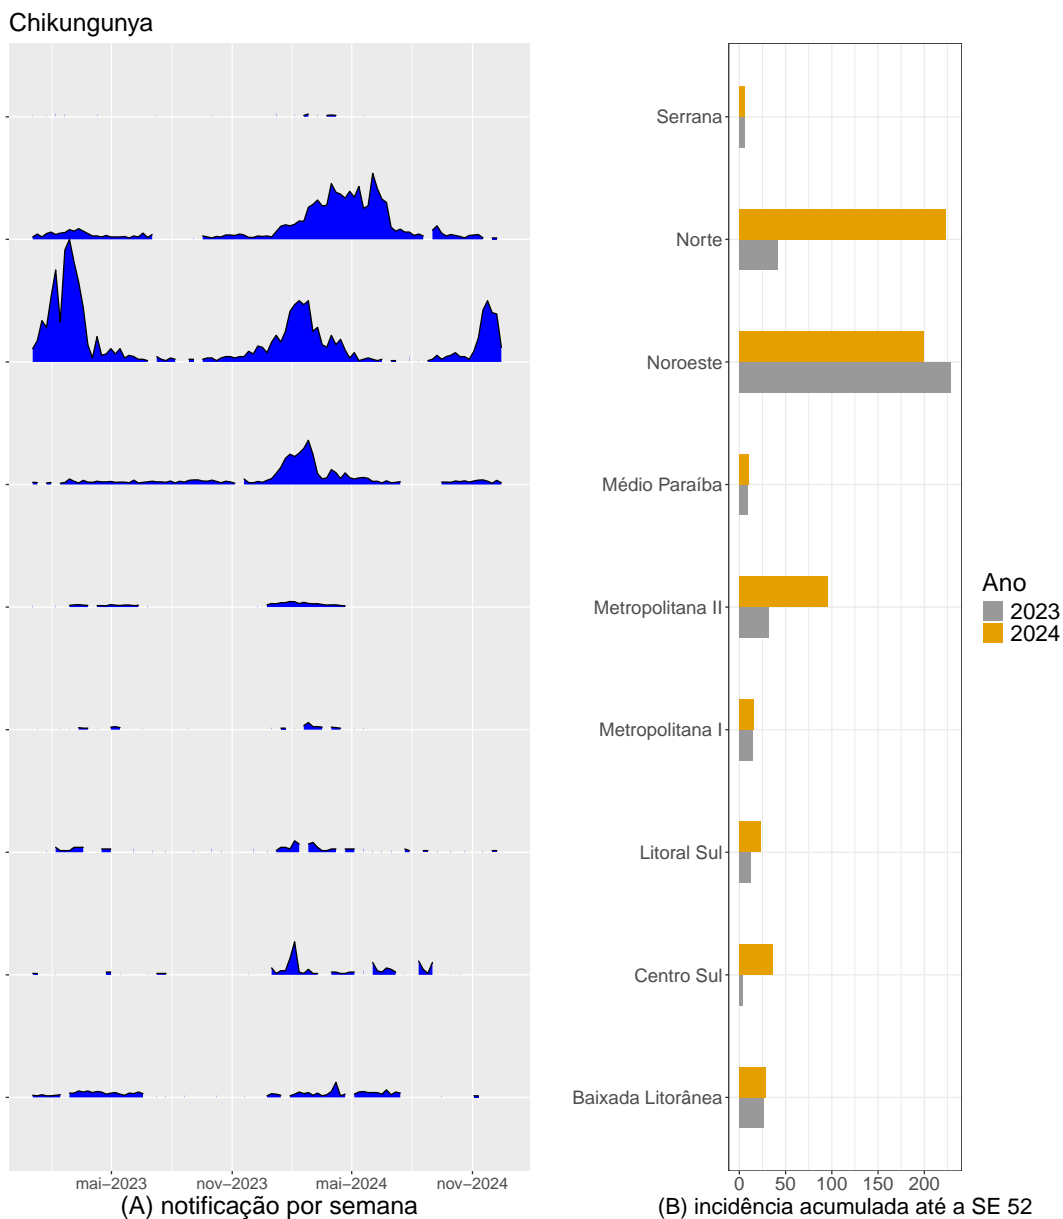 Chikungunya
Serrana
Norte
Noroeste
Médio Paraíba
Metropolitana II
Metropolitana I
Litoral Sul
Centro Sul
Baixada Litorânea
mai−2023 nov−2023 mai−2024 nov−2024
(A) notificação por semana
0 50 100 150 200
(B) incidência acumulada até a SE 52
Ano
2023
2024